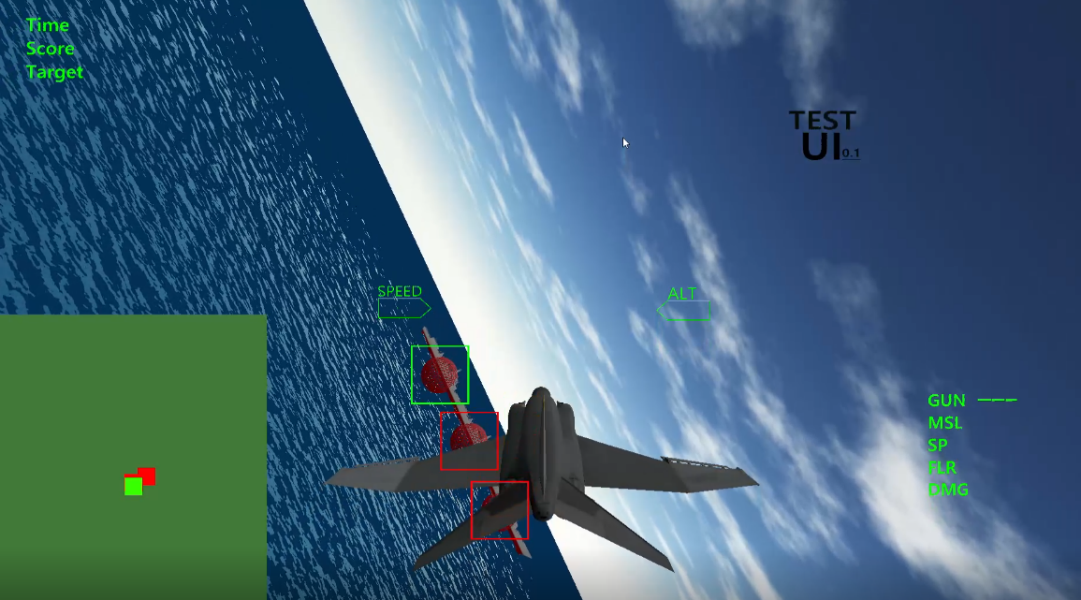 Time
Score
Target
TEST
UI 0.1
SPEED
ALT
GUN ---
MSL
SP
FLR
DMG